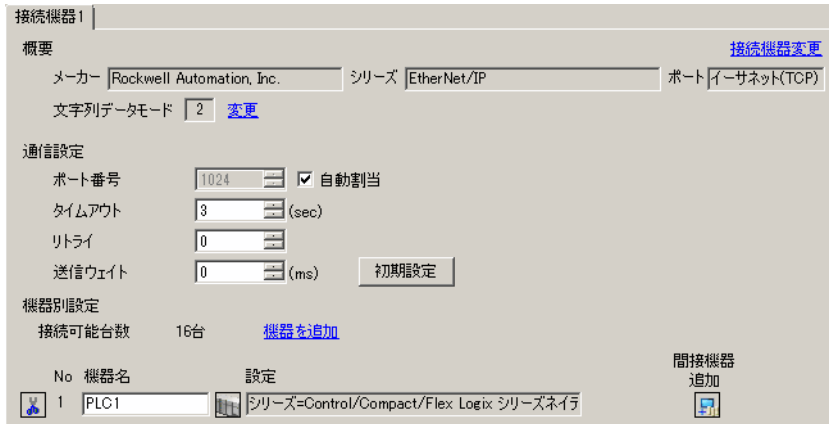 接続機器1
概要 接続機器変更
メーカー Rockwell Automation, Inc. シリーズ EtherNet/IP ポート イーサネット(TCP)
文字列データモード 2 変更
通信設定
ポート番号 1024 自動割当
タイムアウト 3 (sec)
リトライ 0
送信ウェイト 0 (ms) 初期設定
機器別設定
接続可能台数 16台 機器を追加
間接機器
No 機器名 設定 追加
1 PLC1 シリーズ=Control/Compact/Flex Logix シリーズネイテ